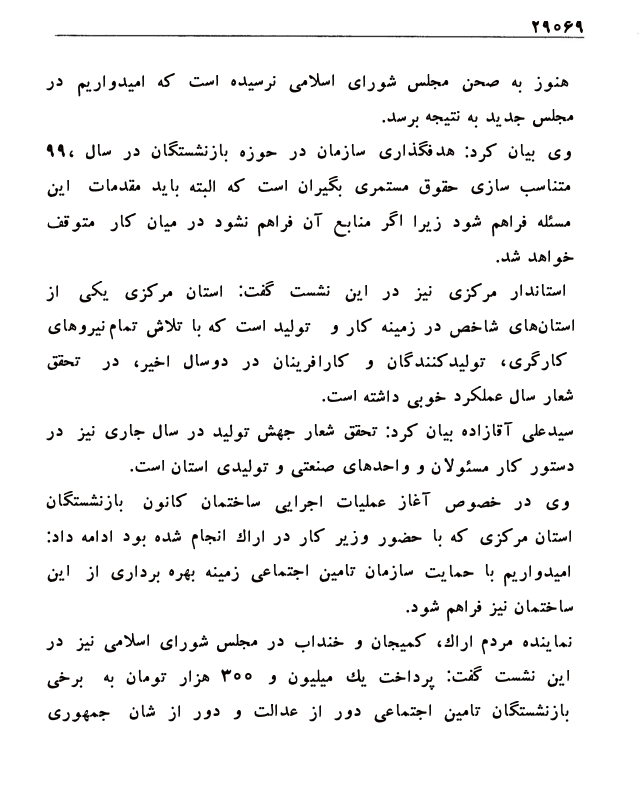 ۲۹۰۶۹
هنوز به صحن مجلس شورای اسلامی نرسیده است که امیدواریم در
مجلس جدید به نتیجه برسد.
وی بیان کرد: هدفگذاری سازمان در حوزه بازنشستگان در سال ۹۹،
متناسب سازی حقوق مستمری بگیران است که البته باید مقدمات این
مسئله فراهم شود زیرا اگر منابع آن فراهم نشود در میان کار متوقف
خواهد شد.
استاندار مرکزی نیز در این نشست گفت: استان مرکزی یکی از
استان‌های شاخص در زمینه کار و تولید است که با تلاش تمام نیروهای
کارگری، تولیدکنندگان و کارافرینان در دوسال اخیر، در تحقق
شعار سال عملکرد خوبی داشته است.
سیدعلی آقازاده بیان کرد: تحقق شعار جهش تولید در سال جاری نیز در
دستور کار مسئولان و واحدهای صنعتی و تولیدی استان است.
وی در خصوص آغاز عملیات اجرایی ساختمان کانون بازنشستگان
استان مرکزی که با حضور وزیر کار در اراك انجام شده بود ادامه داد:
امیدواریم با حمایت سازمان تامین اجتماعی زمینه بهره برداری از این
ساختمان نیز فراهم شود.
نماینده مردم اراك، کمیجان و خنداب در مجلس شورای اسلامی نیز در
این نشست گفت: پرداخت یك میلیون و ۳۰۰ هزار تومان به برخی
بازنشستگان تامین اجتماعی دور از عدالت و دور از شان جمهوری